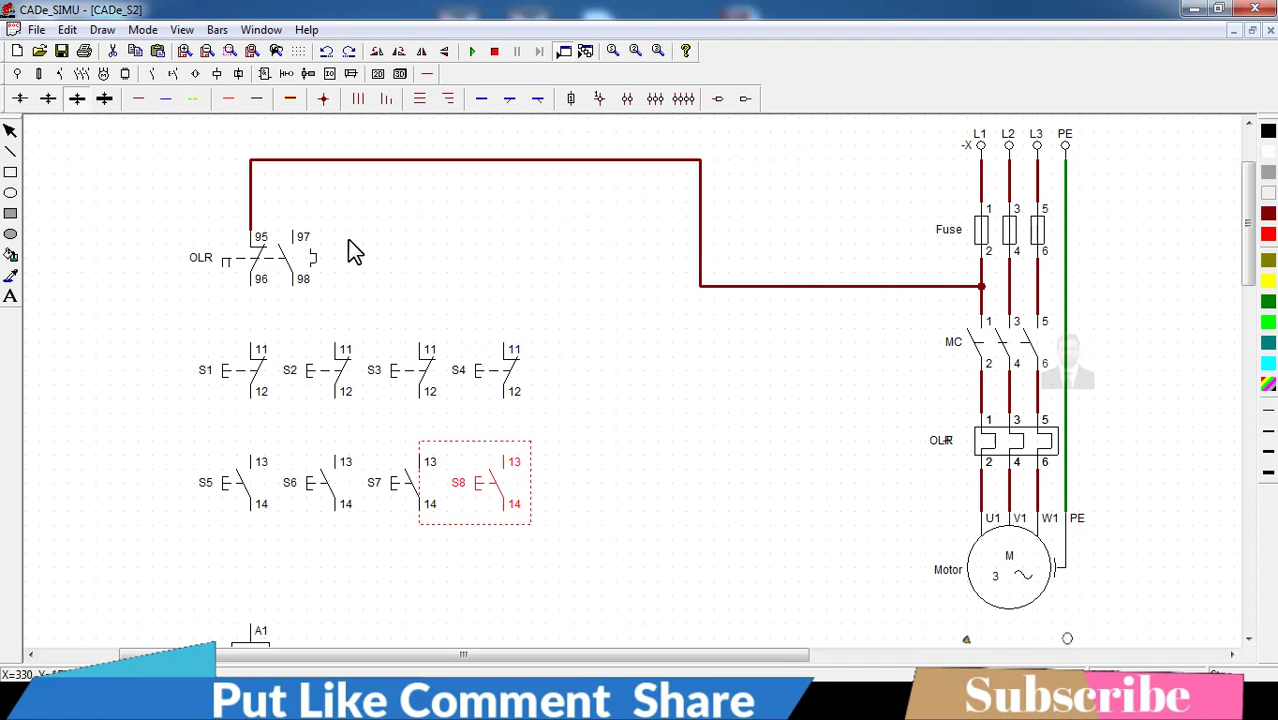 CADe_SIMU - [CADe_S2]
File Edit Draw Mode View Bars Window Help
L1 L2 L3 PE
-X
1 3 5
Fuse
2 4 6
95 97
OLR
96 98
1 3 5
MC
2 4 6
11 11 11 11
S1 S2 S3 S4
12 12 12 12
1 3 5
2 4 6
13 13 13 13
S5 S6 S7 S8
14 14 14 14
U1 V1 W1 PE
M
Motor 3
A1
Put Like Comment Share
Subscribe